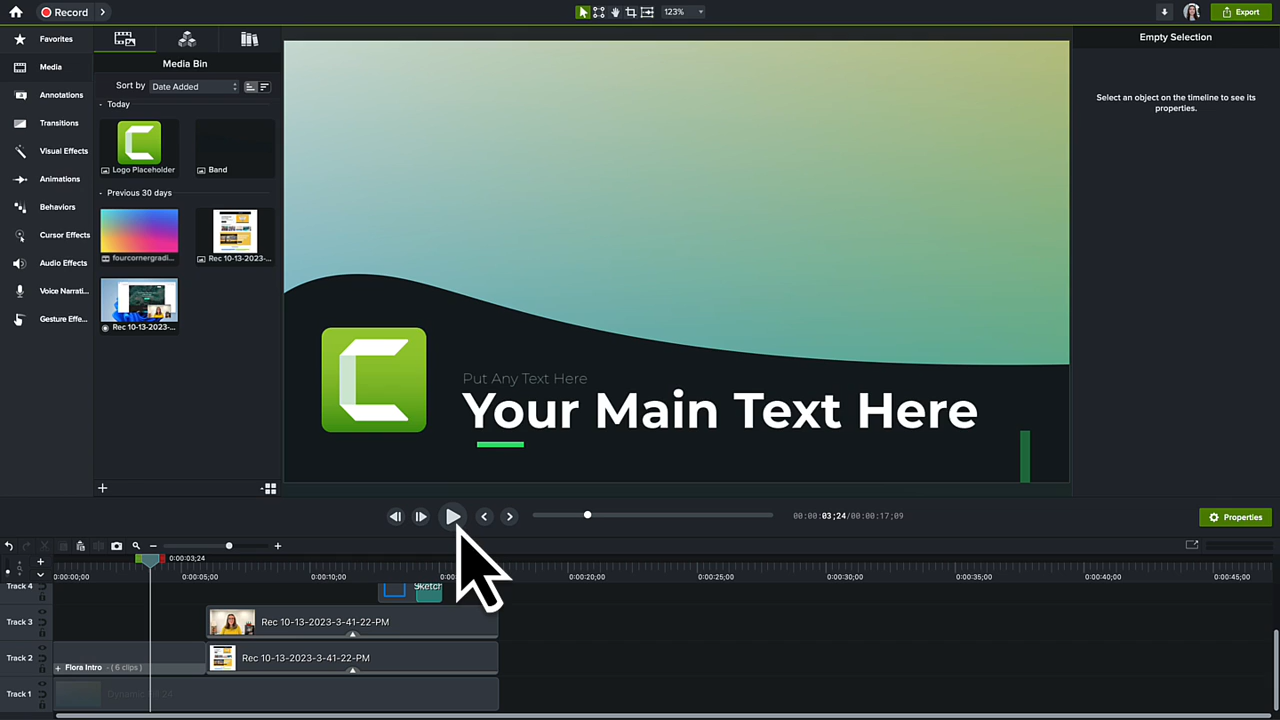 Record
123%
Export
Favorites
Media
Annotations
Transitions
Visual Effects
Animations
Behaviors
Cursor Effects
Audio Effects
Voice Narrati...
Gesture Effe...
Media Bin
Sort by
Date Added
Today
Logo Placeholder
Band
Previous 30 days
fourcornergradi...
Rec 10-13-2023-...
Rec 10-13-2023-...
Put Any Text Here
Your Main Text Here
Empty Selection
Select an object on the timeline to see its
properties.
00:00:03;24/00:00:17;09
Properties
0:00:03;24
0:00:00;00
0:00:05;00
0:00:10;00
0:00:20;00
0:00:25;00
0:00:30;00
0:00:35;00
0:00:40;00
0:00:45;00
Track 4
Sketch
Track 3
Rec 10-13-2023-3-41-22-PM
Track 2
+ Flora Intro - ( 6 clips )
Rec 10-13-2023-3-41-22-PM
Track 1